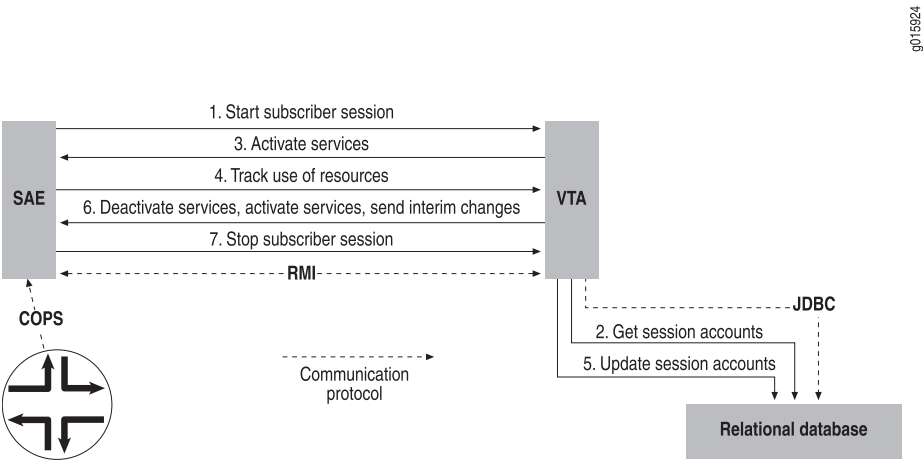 g015924
1. Start subscriber session
3. Activate services
4. Track use of resources
SAE
VTA
6. Deactivate services, activate services, send interim changes
7. Stop subscriber session
RMI
COPS
JDBC
2. Get session accounts
5. Update session accounts
Communication
protocol
Relational database